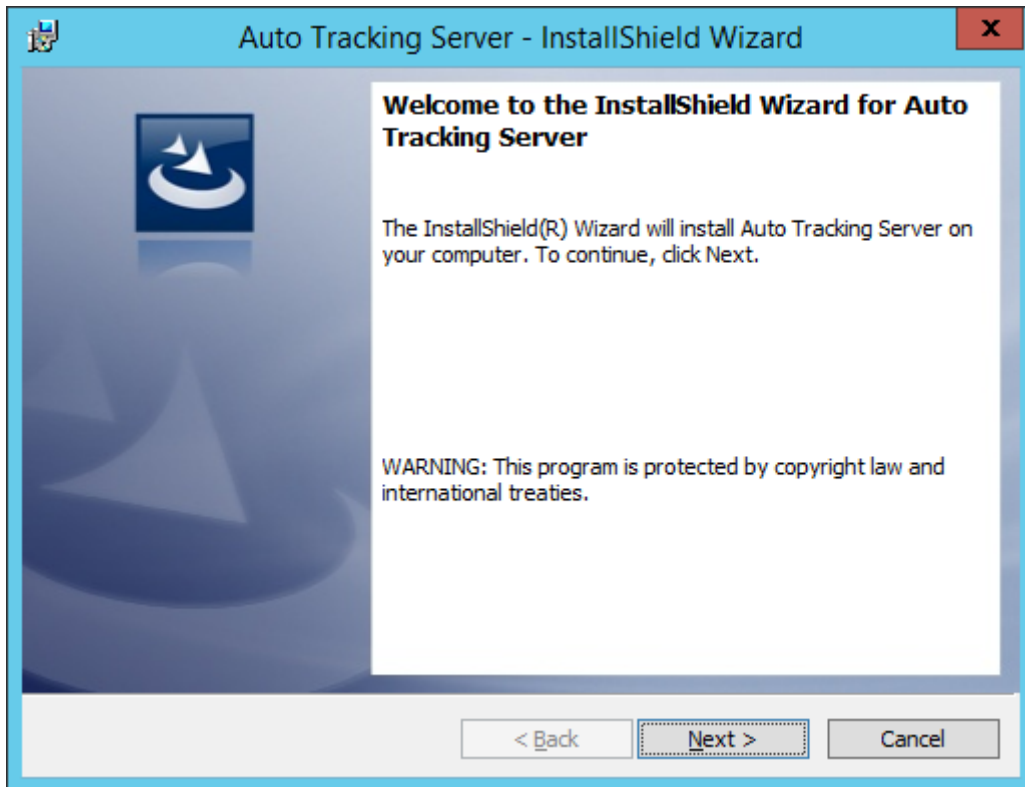 Auto Tracking Server - InstallShield Wizard
x
Welcome to the InstallShield Wizard for Auto
Tracking Server
The InstallShield(R) Wizard will install Auto Tracking Server on
your computer. To continue, click Next.
WARNING: This program is protected by copyright law and
international treaties.
< Back Next > Cancel